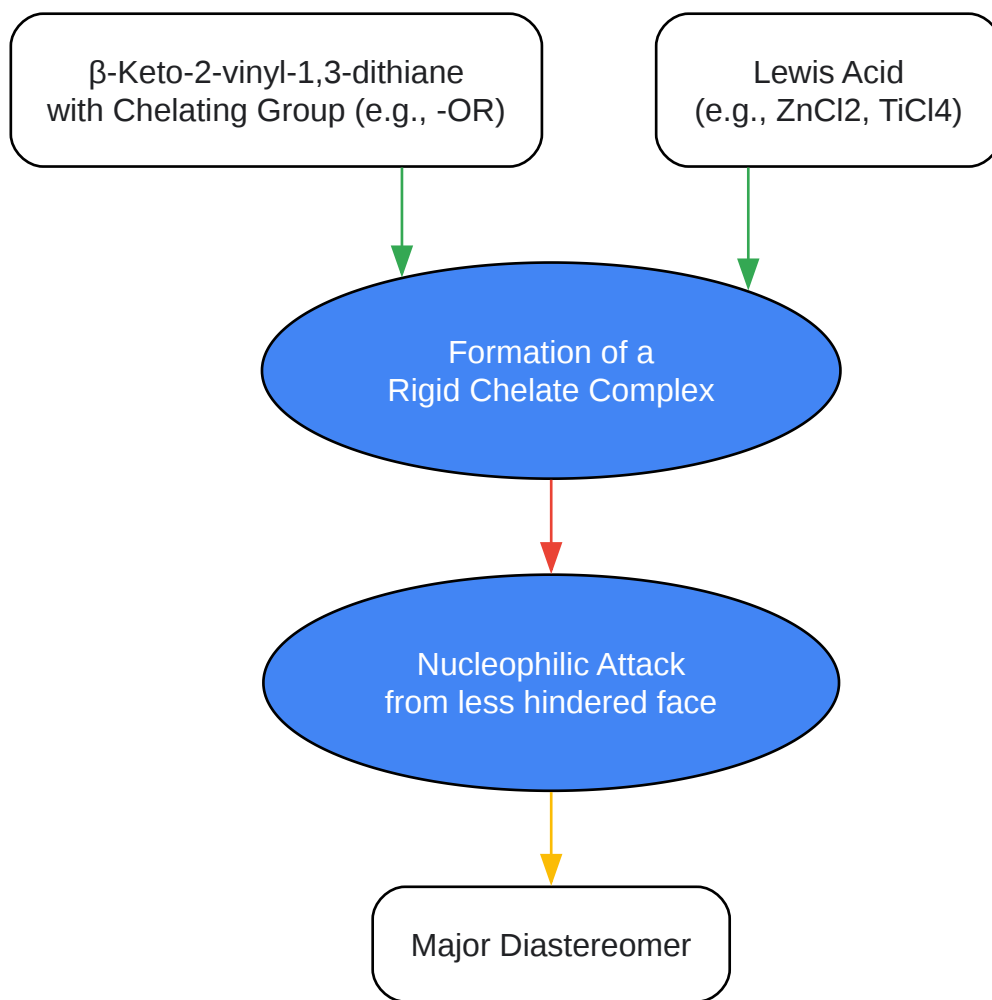 β-Keto-2-vinyl-1,3-dithiane
with Chelating Group (e.g., -OR)
Lewis Acid
(e.g., ZnCl2, TiCl4)
Formation of a
Rigid Chelate Complex
Nucleophilic Attack
from less hindered face
Major Diastereomer